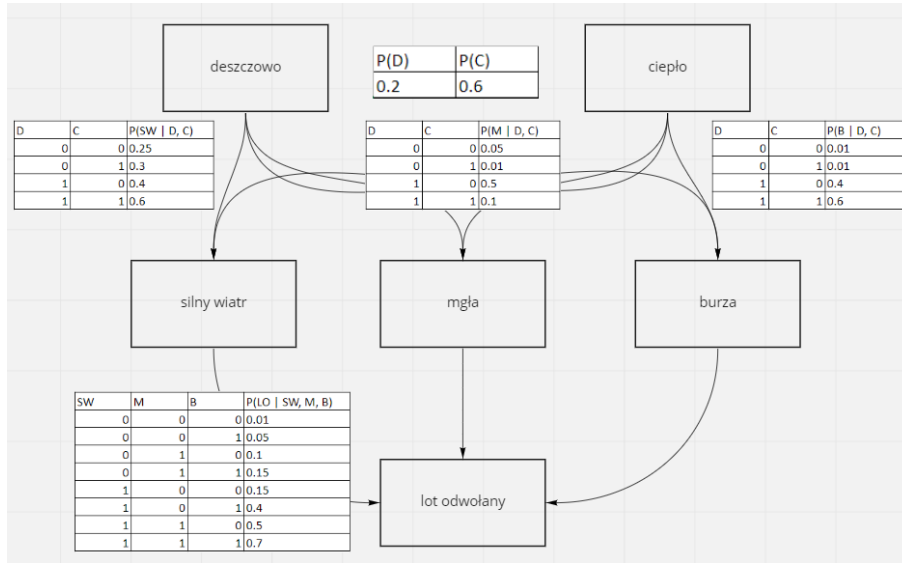 deszczowo
P(D) P(C)
0.2 0.6
ciepło
D C P(SW | D, C)
0 0 0.25
0 1 0.3
1 0 0.4
1 1 0.6
D C P(M | D, C)
0 0 0.05
0 1 0.01
1 0 0.5
1 1 0.1
D C P(B | D, C)
0 0 0.01
0 1 0.01
1 0 0.4
1 1 0.6
silny wiatr
mgła
burza
SW M B P(LO | SW, M, B)
0 0 0 0.01
0 0 1 0.05
0 1 0 0.1
0 1 1 0.15
1 0 0 0.15
1 0 1 0.4
1 1 0 0.5
1 1 1 0.7
lot odwołany